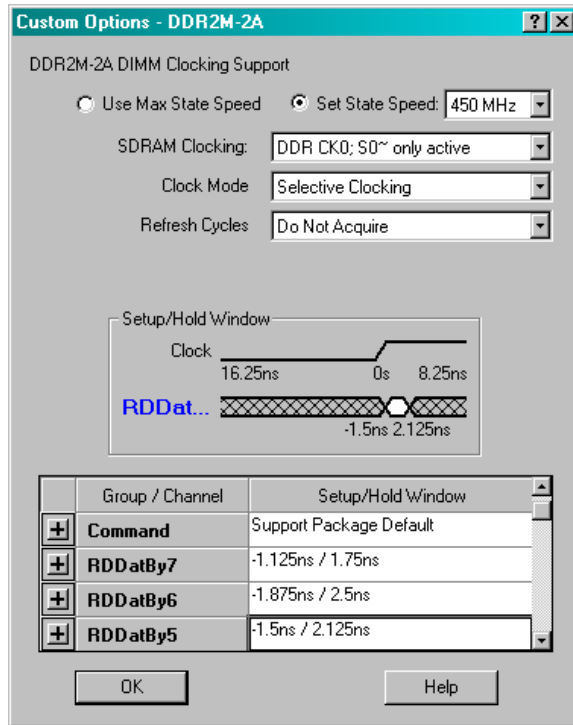 Custom Options - DDR2M-2A
DDR2M-2A DIMM Clocking Support
Use Max State Speed Set State Speed: 450 MHz
SDRAM Clocking: DDR CK0; S0~ only active
Clock Mode Selective Clocking
Refresh Cycles Do Not Acquire
Setup/Hold Window
Clock
16.25ns 0s 8.25ns
RDDat...
-1.5ns 2.125ns
Group / Channel Setup/Hold Window
+ Command Support Package Default
+ RDDatBy7 -1.125ns / 1.75ns
+ RDDatBy6 -1.875ns / 2.5ns
+ RDDatBy5 -1.5ns / 2.125ns
OK Help